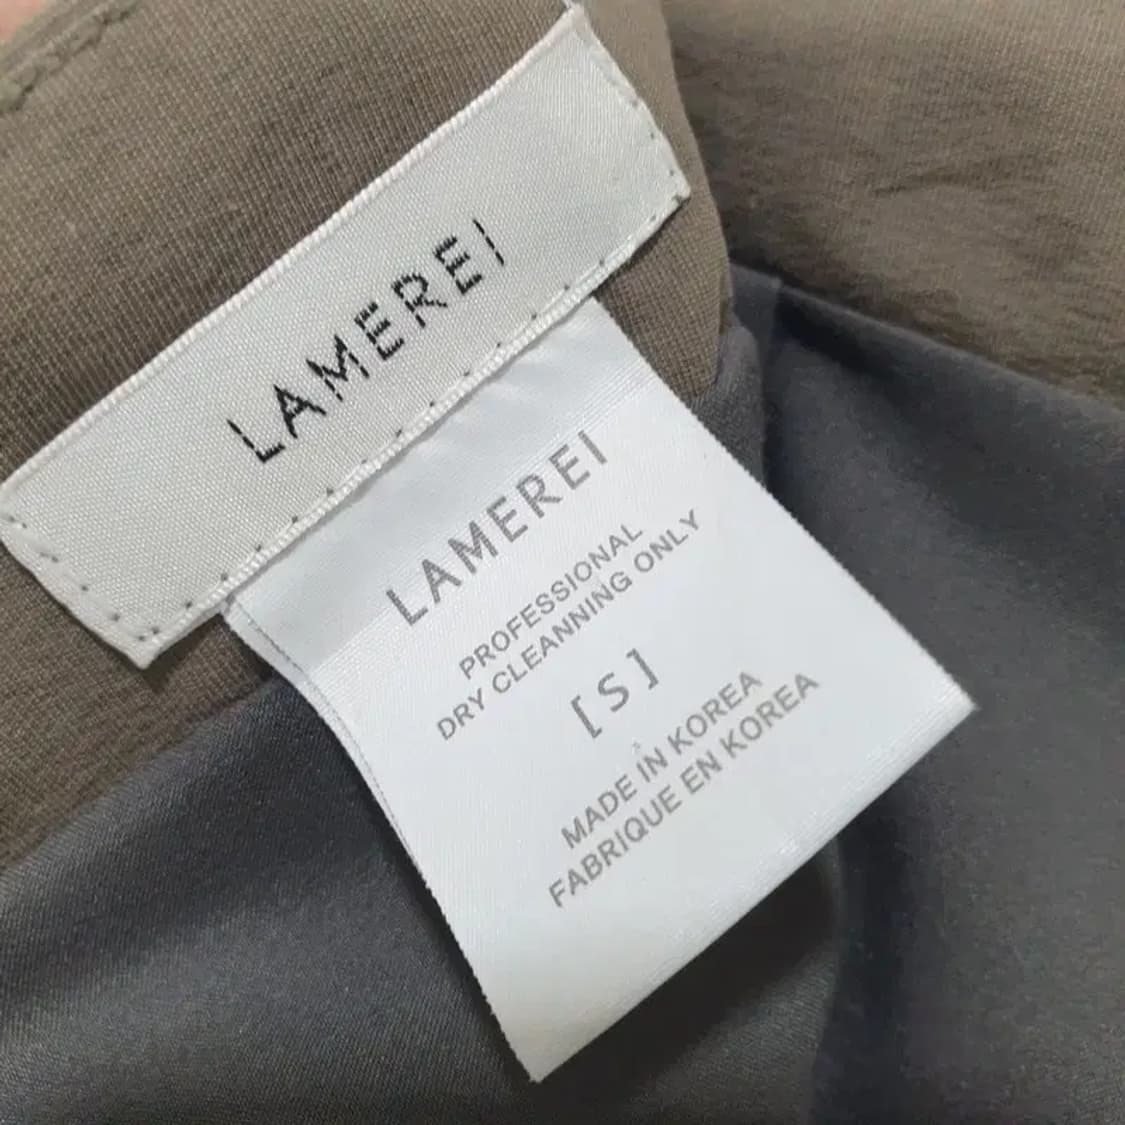 LAMEREI
LAMEREI
PROFESSIONAL
DRY CLEANNING ONLY
[ S ]
MADE IN KOREA
FABRIQUE EN KOREA